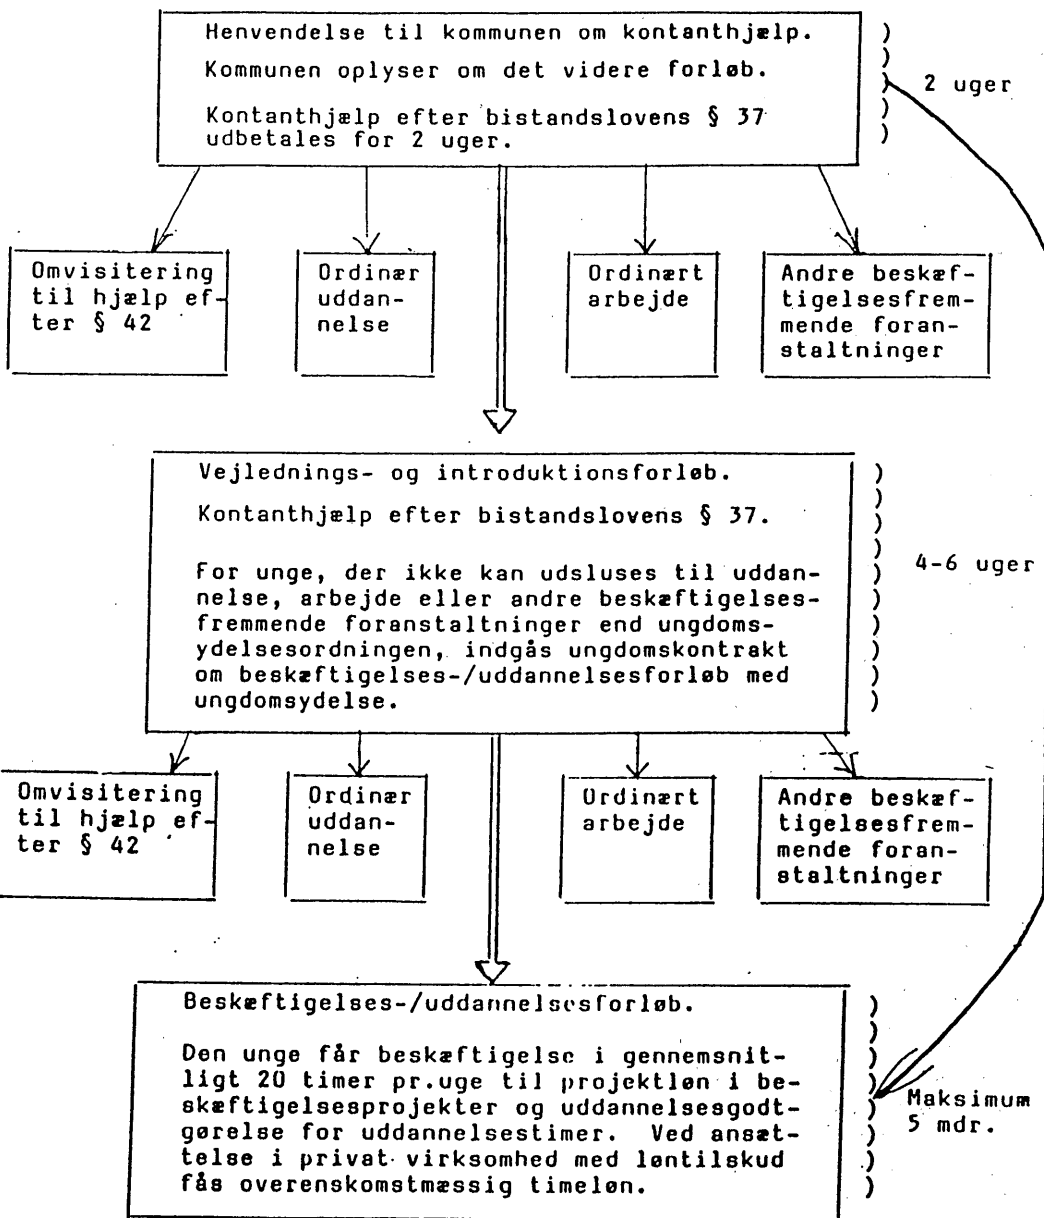 Henvendelse til kommunen om kontanthjælp.
Kommunen oplyser om det videre forløb.
Kontanthjælp efter bistandslovens § 37
udbetales for 2 uger.
2 uger
Omvisitering
til hjælp ef-
ter § 42
Ordinær
uddan-
nelse
Ordinært
arbejde
Andre beskæf-
tigelsesfrem-
mende foran-
staltninger
Vejlednings- og introduktionsforløb.
Kontanthjælp efter bistandslovens § 37.
For unge, der ikke kan udsluses til uddan-
nelse, arbejde eller andre beskæftigelses-
fremmende foranstaltninger end ungdoms-
ydelsesordningen, indgås ungdomskontrakt
om beskæftigelses-/uddannelsesforløb med
ungdomsydelse.
4-6 uger
Omvisitering
til hjælp ef-
ter § 42
Ordinær
uddan-
nelse
Ordinært
arbejde
Andre beskæf-
tigelsesfrem-
mende foran-
staltninger
Beskæftigelses-/uddannelsesforløb.
Den unge får beskæftigelse i gennemsnit-
ligt 20 timer pr.uge til projektløn i be-
skæftigelsesprojekter og uddannelsesgodt-
gørelse for uddannelsestimer. Ved ansæt-
telse i privat virksomhed med løntilskud
fås overenskomstmæssig timeløn.
Maksimum
5 mdr.